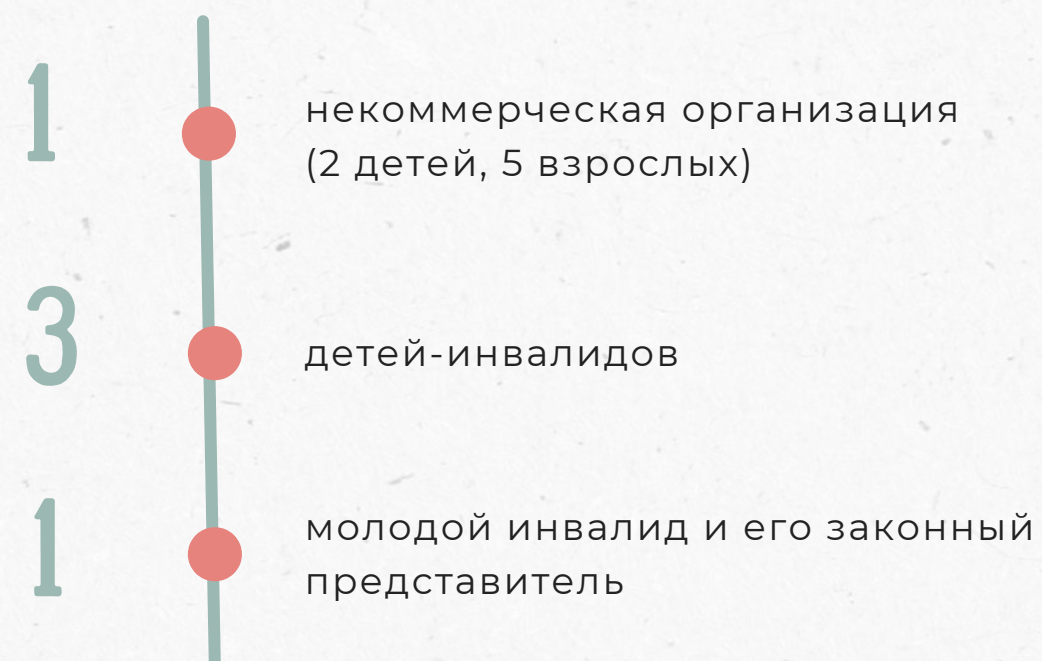 1
некоммерческая организация
(2 детей, 5 взрослых)
3
детей-инвалидов
1
молодой инвалид и его законный
представитель